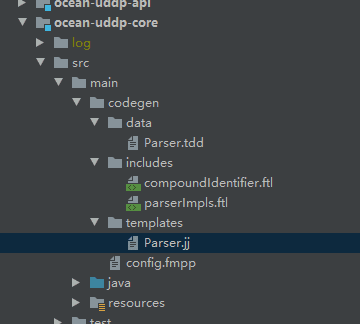 ocean-uddp-api
ocean-uddp-core
log
src
main
codegen
data
Parser.tdd
includes
compoundIdentifier.ftl
parserImpls.ftl
templates
Parser.jj
config.fmpp
java
resources
test